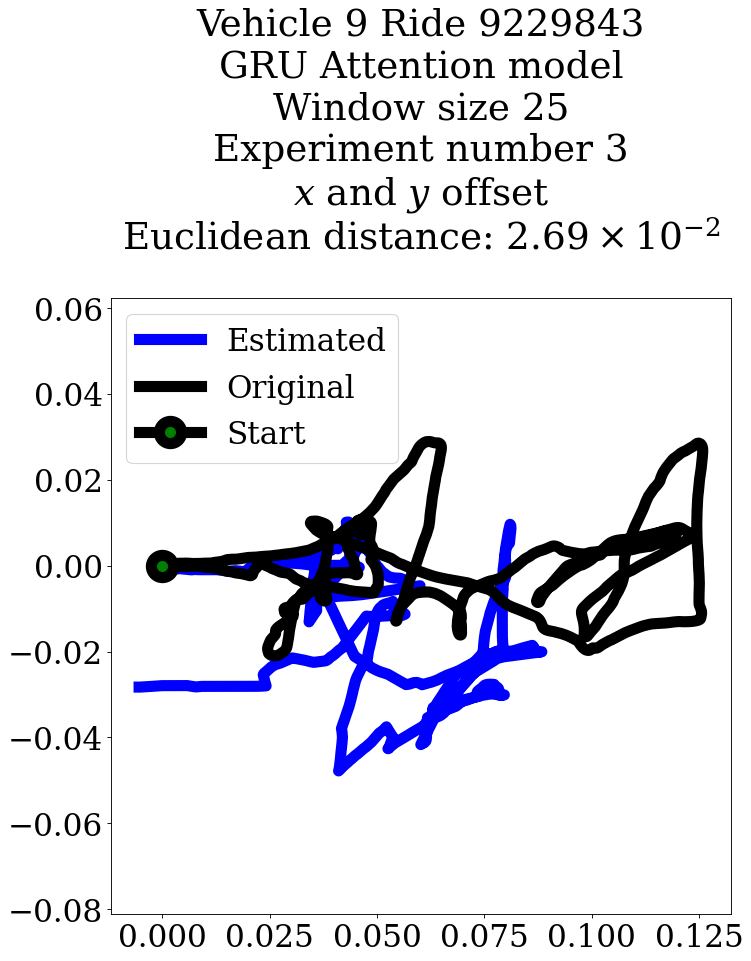 Vehicle 9 Ride 9229843
GRU Attention model
Window size 25
Experiment number 3
x and y offset
Euclidean distance: 2.69 × 10⁻²
Estimated
Original
Start
0.06
0.04
0.02
0.00
−0.02
−0.04
−0.06
−0.08
0.000 0.025 0.050 0.075 0.100 0.125